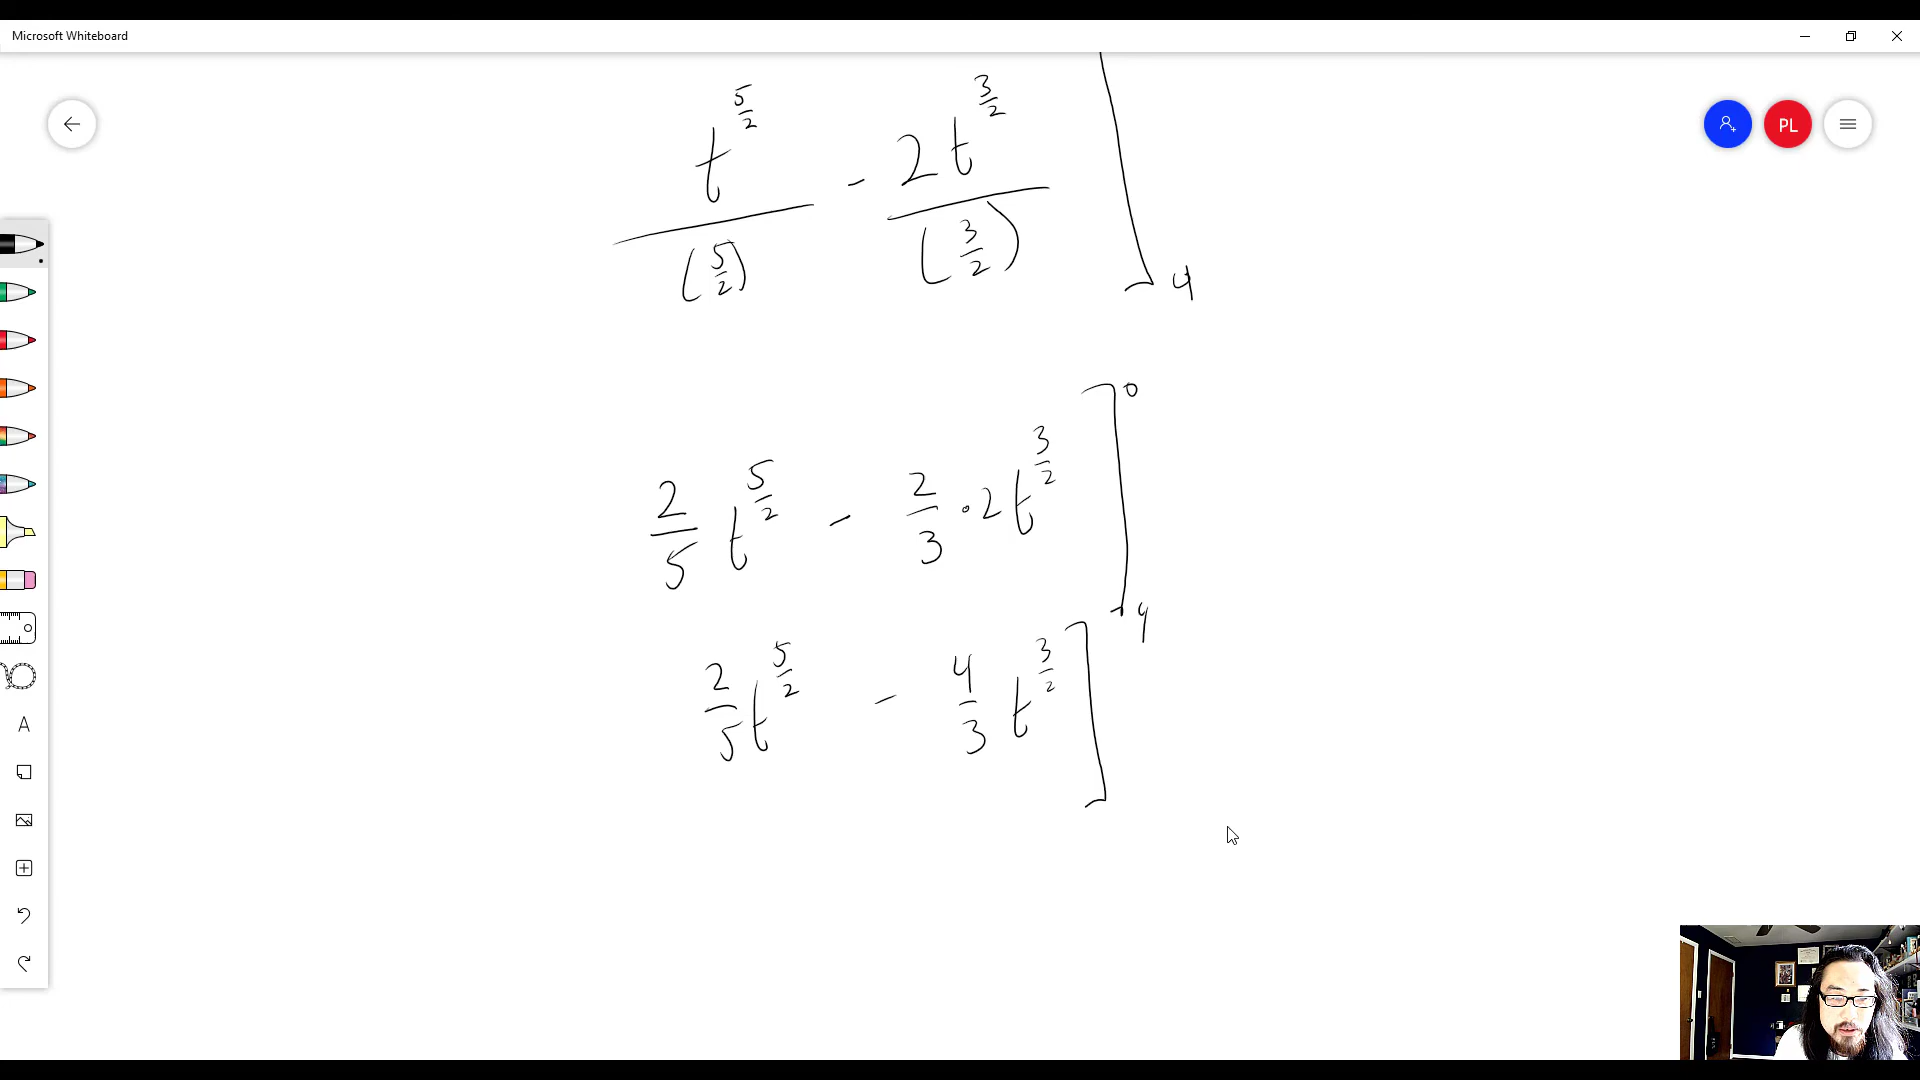 Microsoft Whiteboard
PL
t^(5/2) / (5/2) - 2t^(3/2) / (3/2) ]_4
2/5 t^(5/2) - 2/3 · 2t^(3/2) ]^0_4
2/5 t^(5/2) - 4/3 t^(3/2) ]
A